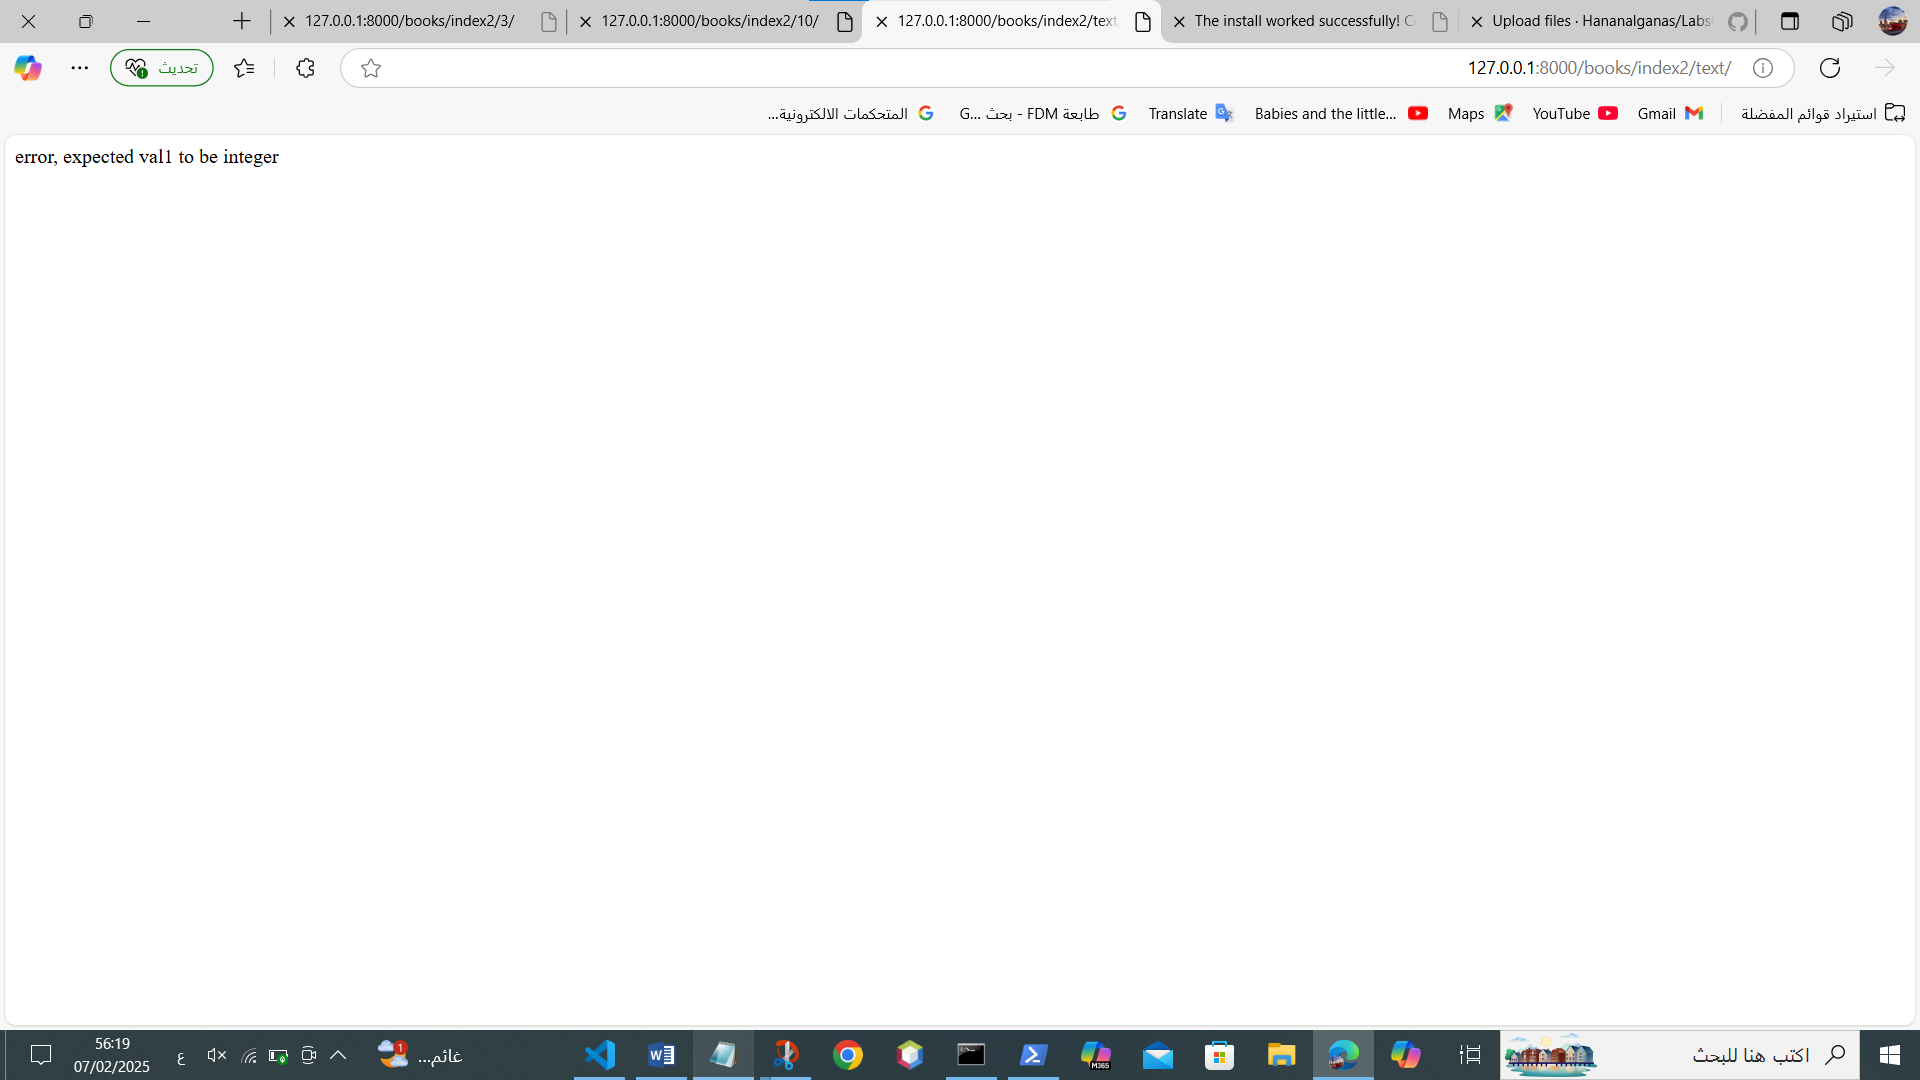 127.0.0.1:8000/books/index2/3/
127.0.0.1:8000/books/index2/10/
127.0.0.1:8000/books/index2/text
The install worked successfully! C
Upload files · Hananalganas/Labs
تحديث
127.0.0.1:8000/books/index2/text/
استيراد قوائم المفضلة
Gmail
YouTube
Maps
Babies and the little...
Translate
طابعة FDM - بحث G...
المتحكمات الالكترونية...
error, expected val1 to be integer
56:19
07/02/2025
ع
1
غائم...
M365
اكتب هنا للبحث